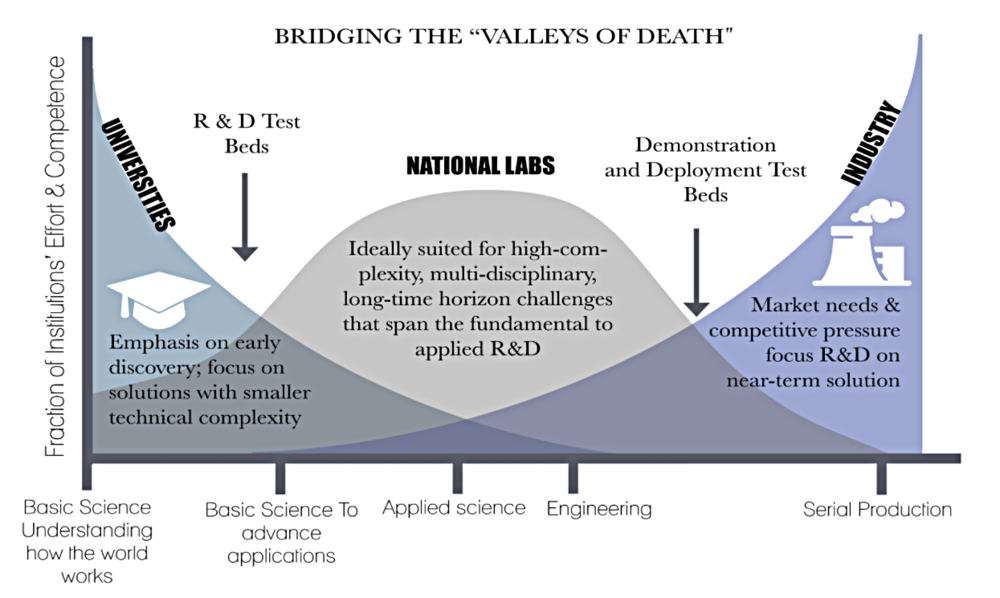 BRIDGING THE “VALLEYS OF DEATH”
Fraction of Institutions’ Effort & Competence
UNIVERSITIES
R & D Test
Beds
NATIONAL LABS
Demonstration
and Deployment Test
Beds
INDUSTRY
Emphasis on early
discovery; focus on
solutions with smaller
technical complexity
Ideally suited for high-com-
plexity, multi-disciplinary,
long-time horizon challenges
that span the fundamental to
applied R&D
Market needs &
competitive pressure
focus R&D on
near-term solution
Basic Science
Understanding
how the world
works
Basic Science To
advance
applications
Applied science
Engineering
Serial Production